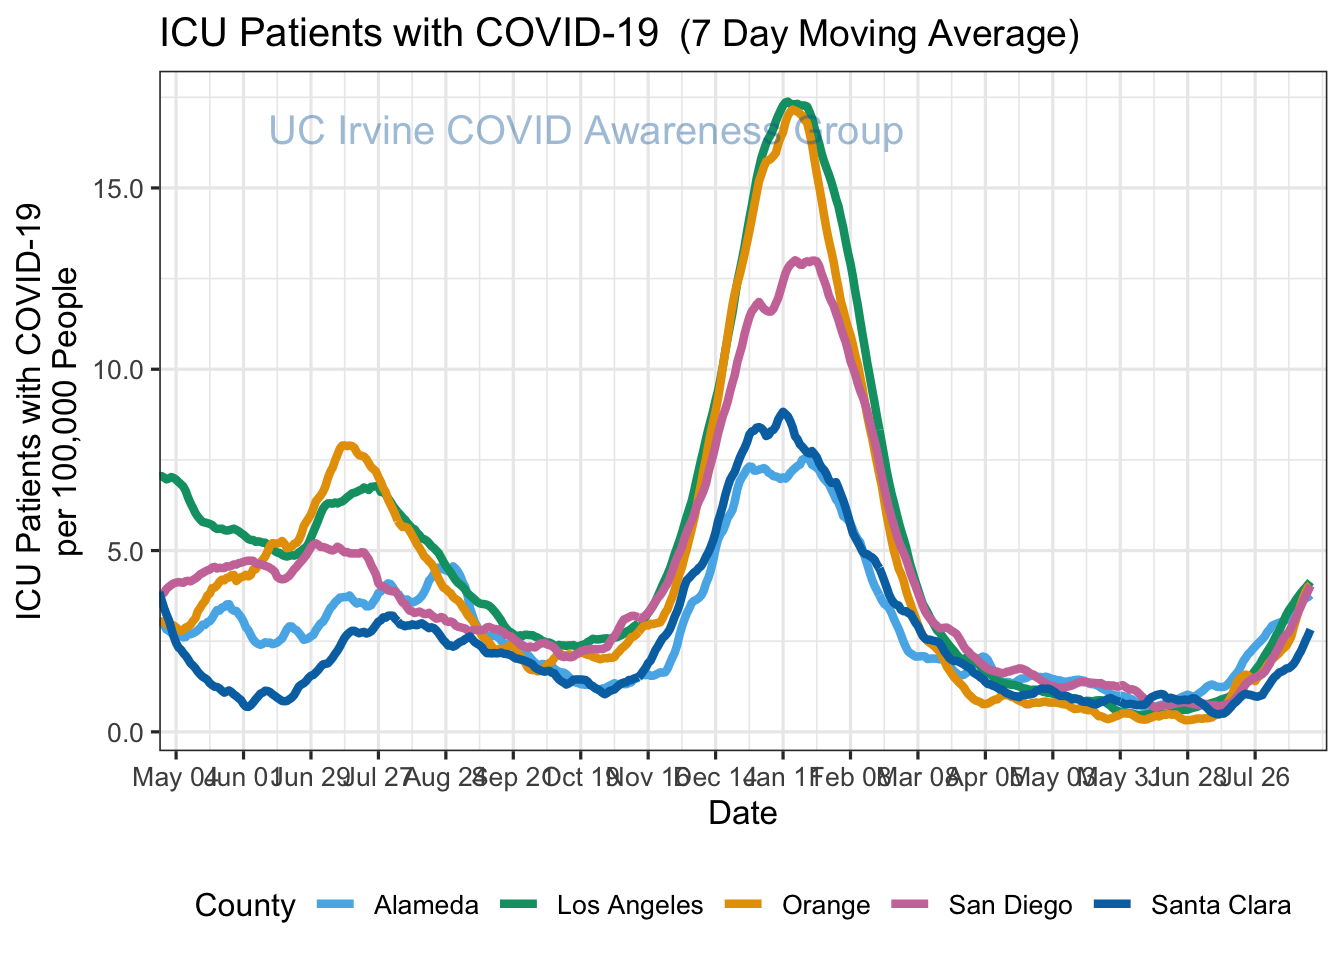 ICU Patients with COVID-19 (7 Day Moving Average)
UC Irvine COVID Awareness Group
ICU Patients with COVID-19
per 100,000 People
15.0
10.0
5.0
0.0
May 04 Jun 01 Jun 29 Jul 27 Aug 24 Sep 20 Oct 19 Nov 16 Dec 14 Jan 11 Feb 08 Mar 08 Apr 05 May 03 May 31 Jun 28 Jul 26
Date
County Alameda Los Angeles Orange San Diego Santa Clara